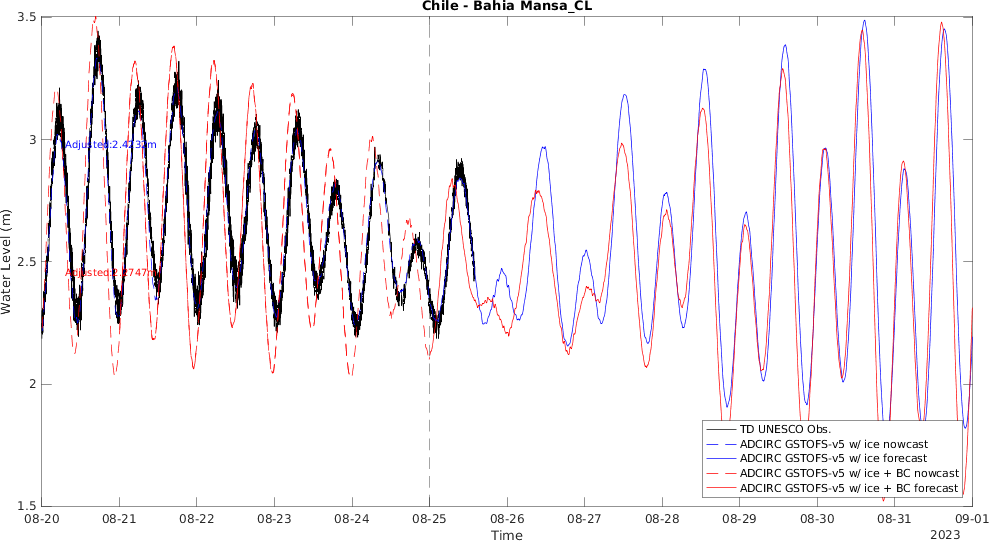 Chile - Bahia Mansa_CL
3.5
3
2.5
2
1.5
Water Level (m)
Adjusted:2.4232m
Adjusted:2.2747m
TD UNESCO Obs.
ADCIRC GSTOFS-v5 w/ ice nowcast
ADCIRC GSTOFS-v5 w/ ice forecast
ADCIRC GSTOFS-v5 w/ ice + BC nowcast
ADCIRC GSTOFS-v5 w/ ice + BC forecast
08-20 08-21 08-22 08-23 08-24 08-25 08-26 08-27 08-28 08-29 08-30 08-31 09-01
Time
2023